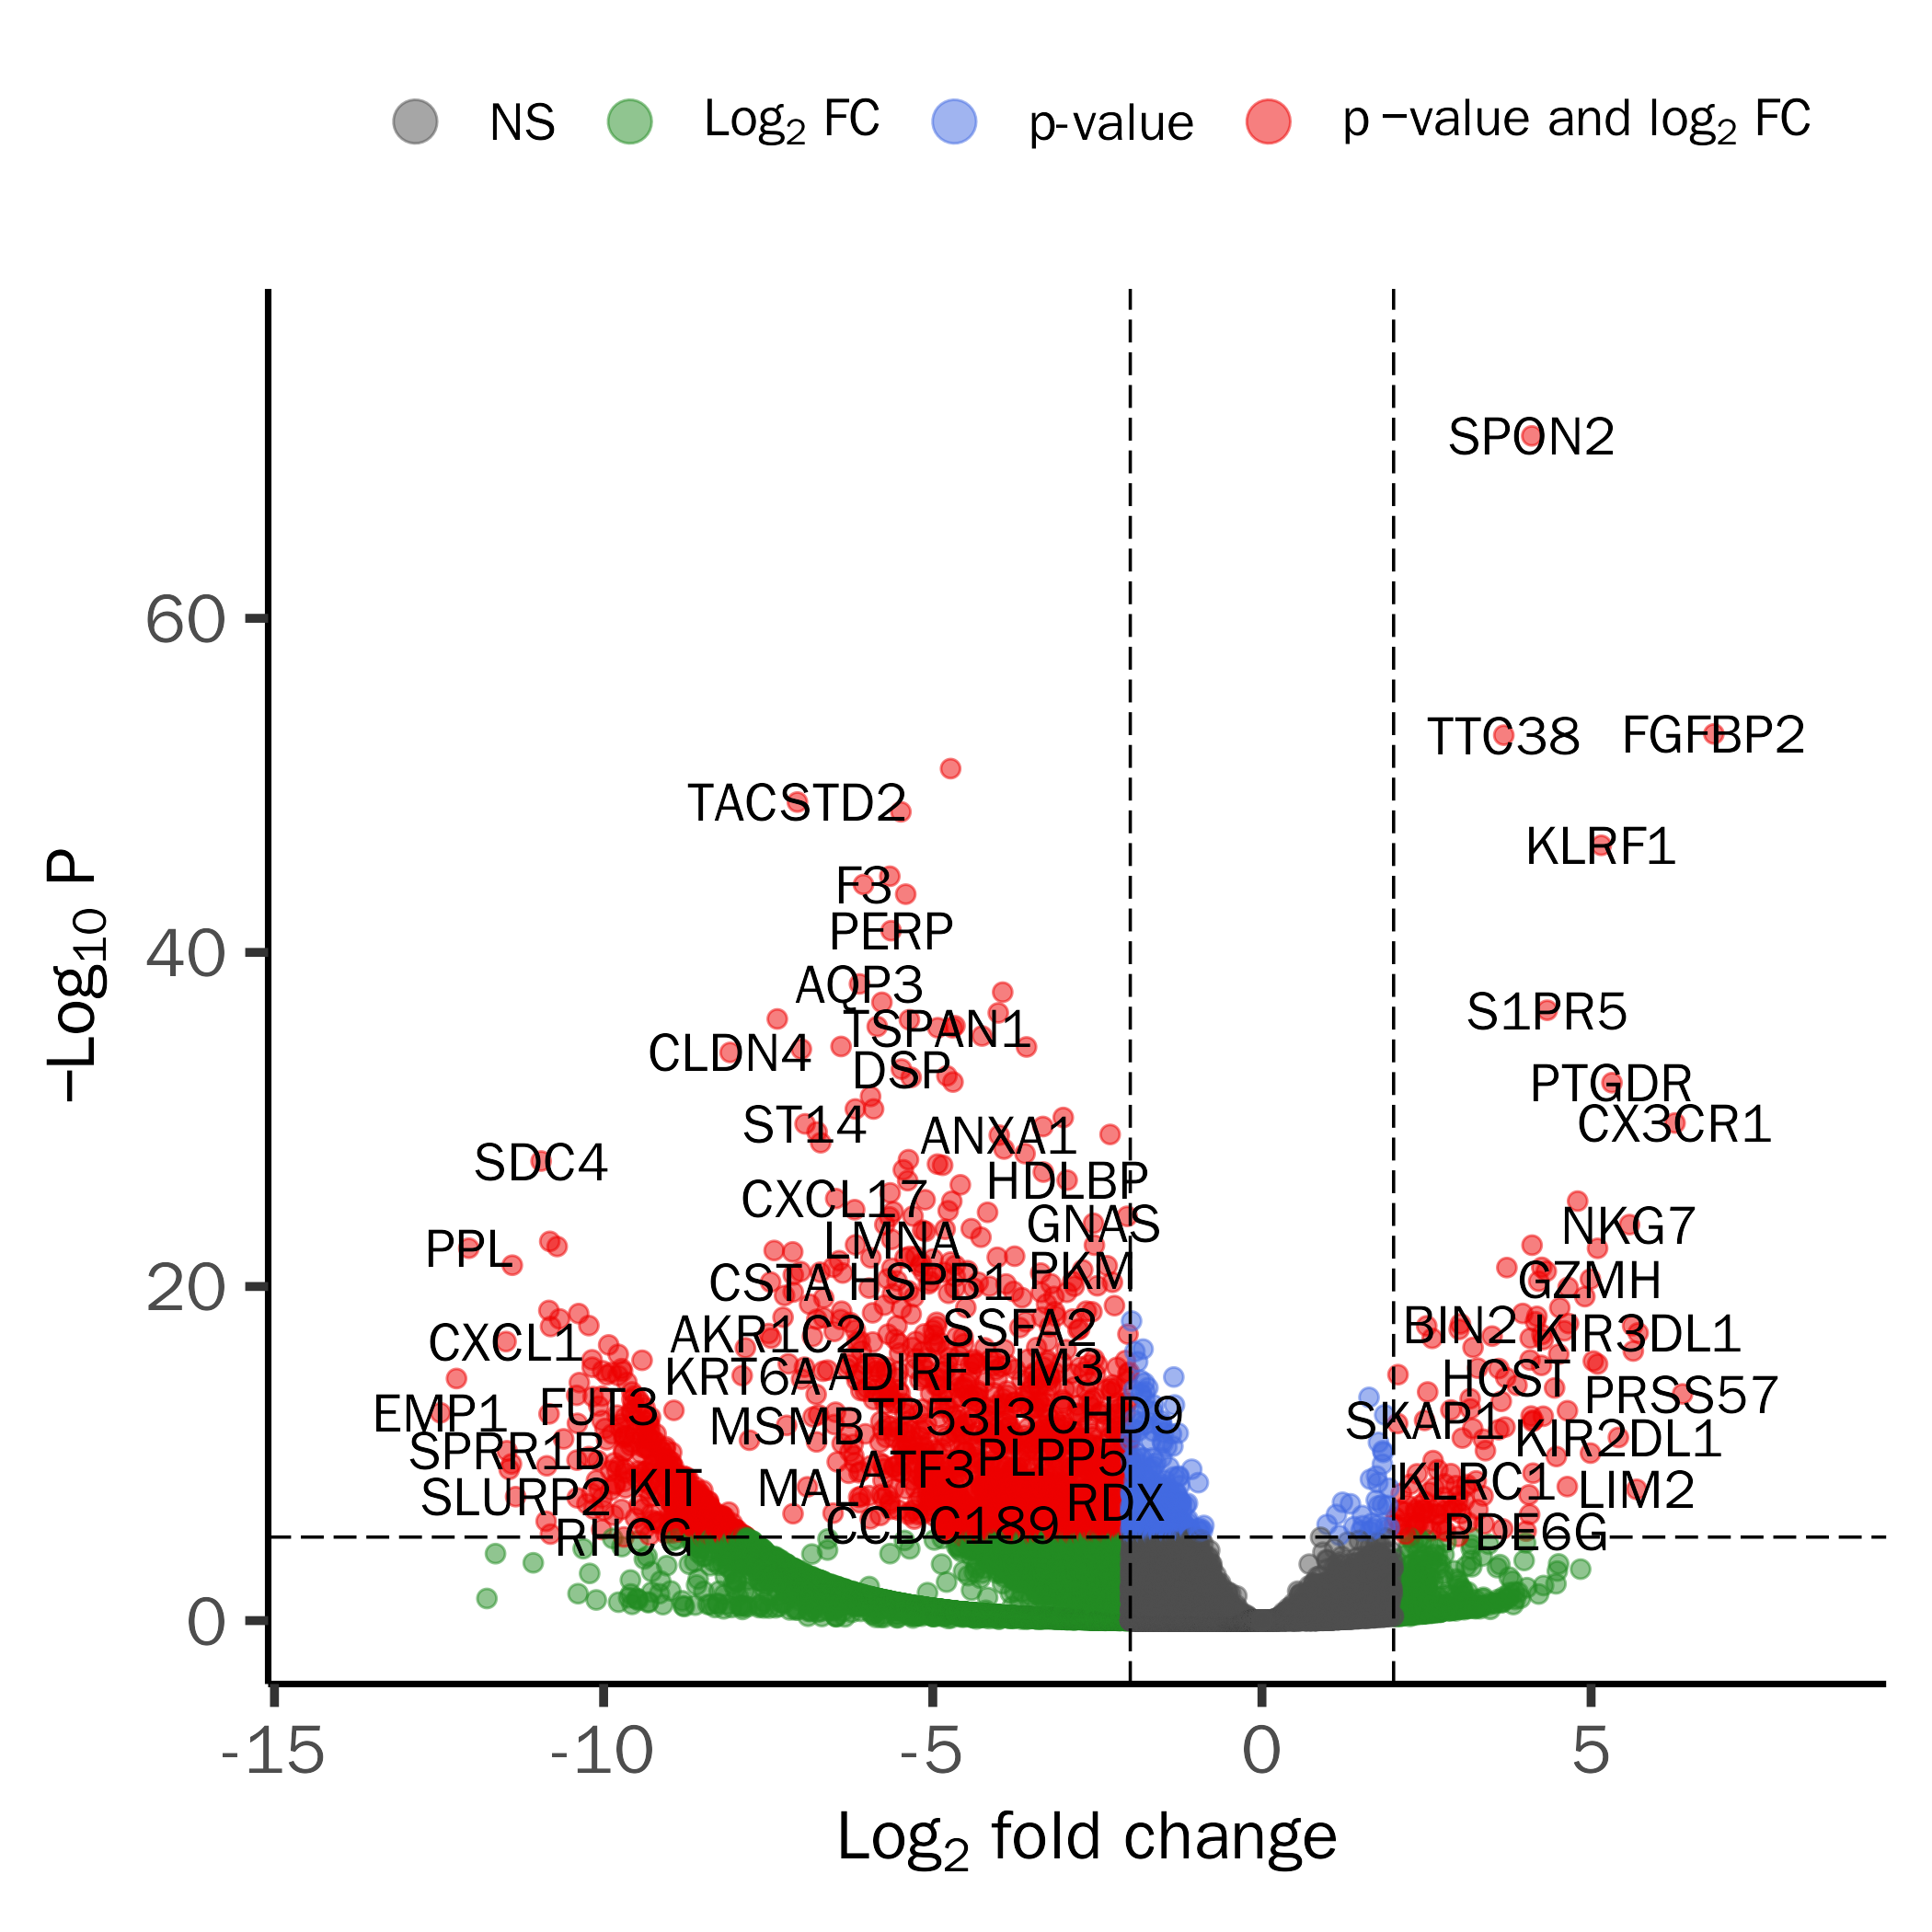 NS Log2 FC p-value p −value and log2 FC
SPON2
TTC38 FGFBP2
TACSTD2
KLRF1
F3
PERP
AQP3
S1PR5
TSPAN1
CLDN4
DSP
PTGDR
ST14 ANXA1 CX3CR1
SDC4
HDLBP
CXCL17
GNAS NKG7
PPL LMNA
PKM
CSTA HSPB1 GZMH
SSFA2 BIN2
CXCL1 AKR1C2 KIR3DL1
KRT6A ADIRF PIM3 HCST
PRSS57
EMP1 FUT3
MSMB TP53I3 CHD9 SKAP1
SPRR1B KIR2DL1
ATF3 PLPP5
SLURP2 KIT MAL KLRC1 LIM2
RDX
RHCG CCDC189 PDE6G
60
40
20
0
-15 -10 -5 0 5
Log2 fold change
−Log10 P